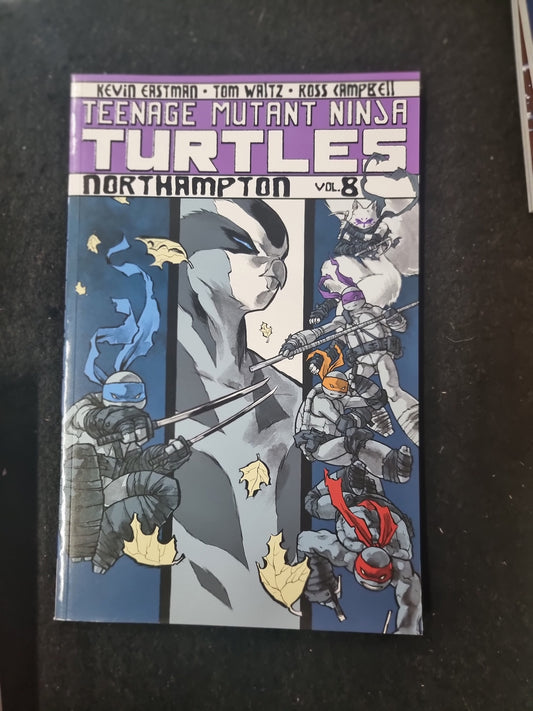 KEVIN EASTMAN • TOM WALTZ • ROSS CAMPBELL
TEENAGE MUTANT NINJA
TURTLES
NORTHAMPTON VOL. 8